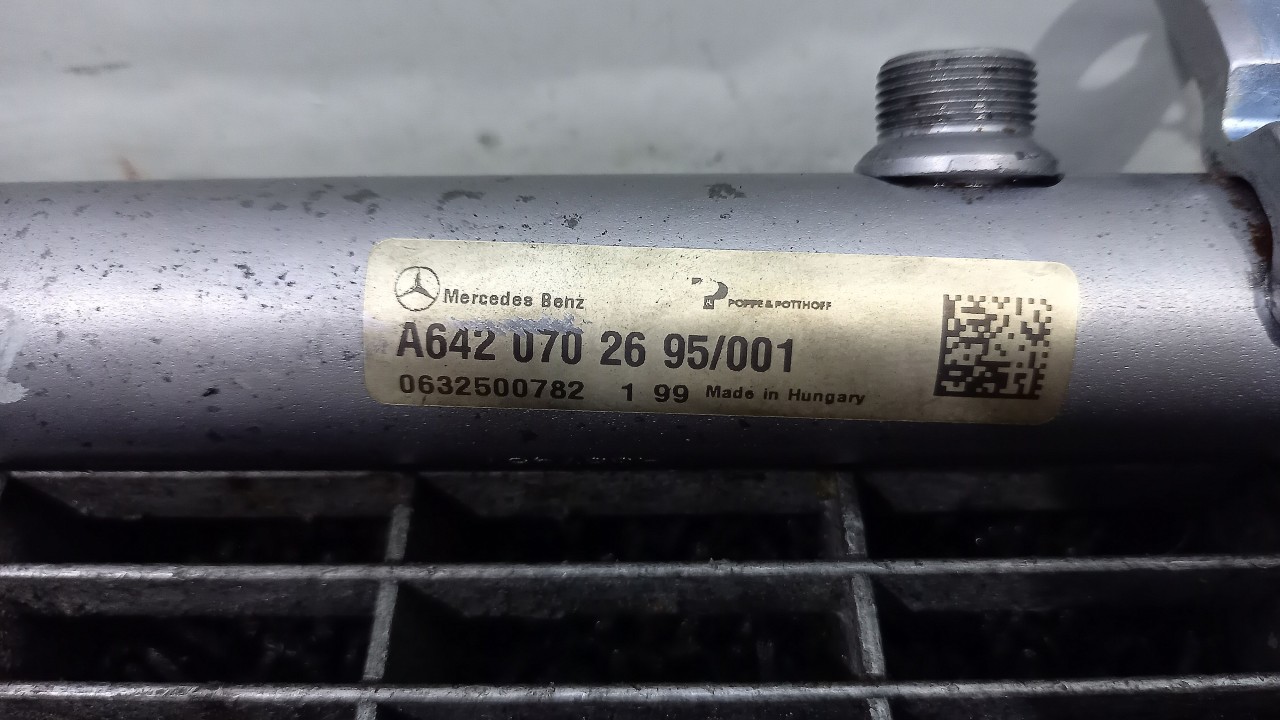 Mercedes Benz
POPPE & POTTHOFF
A642 070 26 95/001
0632500782 1 99 Made in Hungary